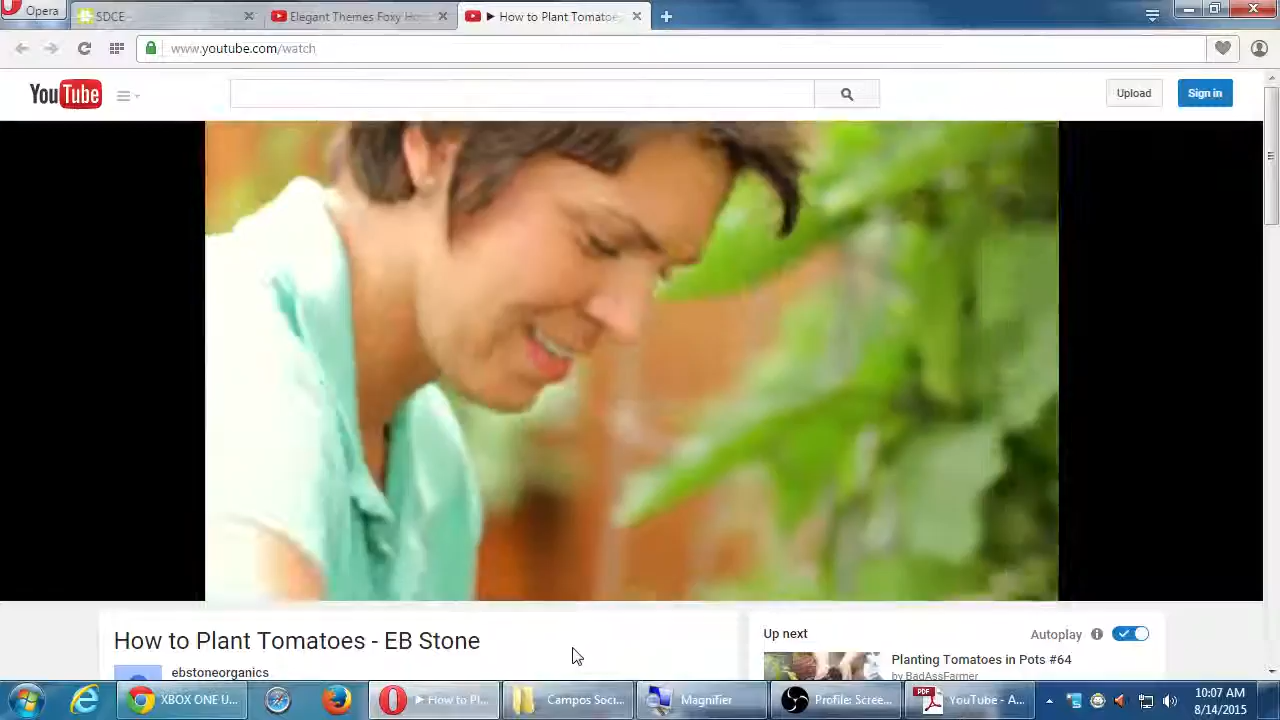 Opera
SDCE
Elegant Themes Foxy Ho
How to Plant Tomatoe
www.youtube.com/watch
YouTube
Upload
Sign in
How to Plant Tomatoes - EB Stone
ebstoneorganics
Up next
Autoplay
Planting Tomatoes in Pots #64
by BadAssFarmer
XBOX ONE U...
How to Pl...
Campos Soci...
Magnifier
Profile: Scree...
PDF
YouTube - A...
10:07 AM
8/14/2015